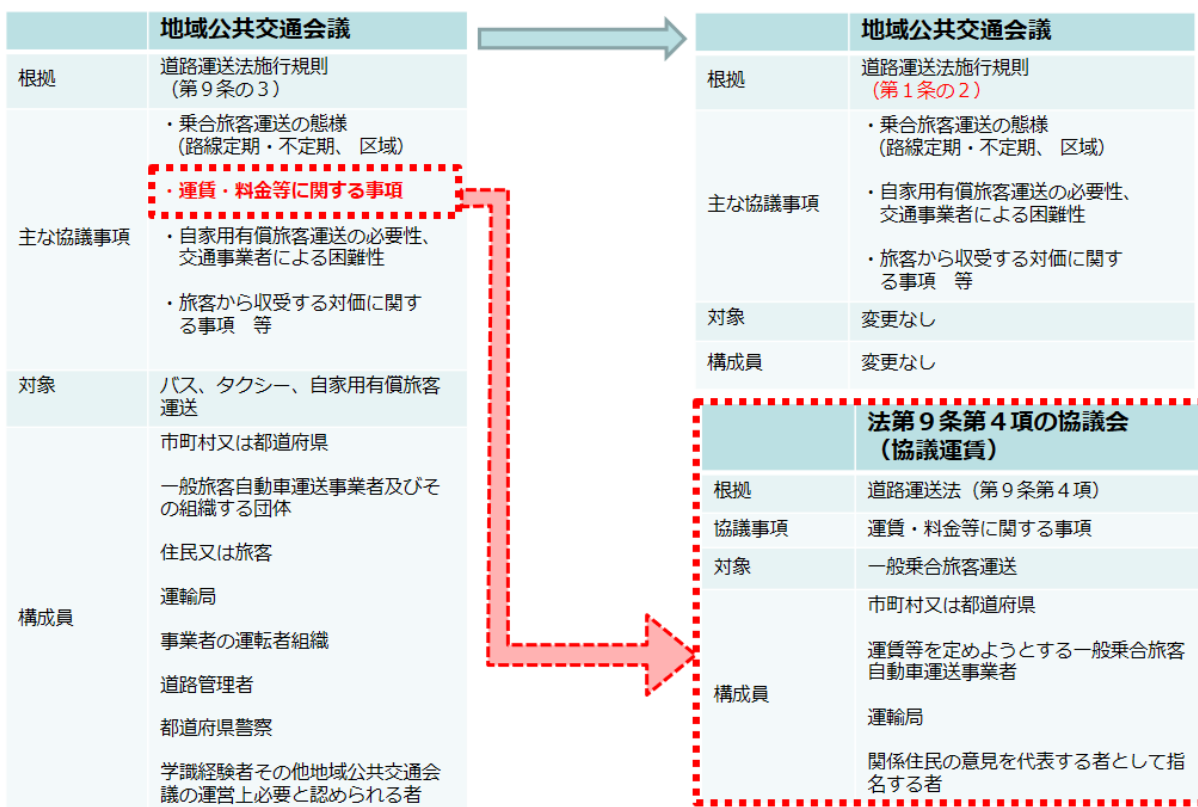 地域公共交通会議
根拠
道路運送法施行規則
（第９条の３）
主な協議事項
・乗合旅客運送の態様
（路線定期・不定期、 区域）
・運賃・料金等に関する事項
・自家用有償旅客運送の必要性、
交通事業者による困難性
・旅客から収受する対価に関す
る事項　等
対象
バス、タクシー、自家用有償旅客
運送
構成員
市町村又は都道府県
一般旅客自動車運送事業者及びそ
の組織する団体
住民又は旅客
運輸局
事業者の運転者組織
道路管理者
都道府県警察
学識経験者その他地域公共交通会
議の運営上必要と認められる者
地域公共交通会議
根拠
道路運送法施行規則
（第１条の２）
主な協議事項
・乗合旅客運送の態様
（路線定期・不定期、 区域）
・自家用有償旅客運送の必要性、
交通事業者による困難性
・旅客から収受する対価に関す
る事項　等
対象
変更なし
構成員
変更なし
法第９条第４項の協議会
（協議運賃）
根拠
道路運送法（第９条第４項）
協議事項
運賃・料金等に関する事項
対象
一般乗合旅客運送
構成員
市町村又は都道府県
運賃等を定めようとする一般乗合旅客
自動車運送事業者
運輸局
関係住民の意見を代表する者として指
名する者